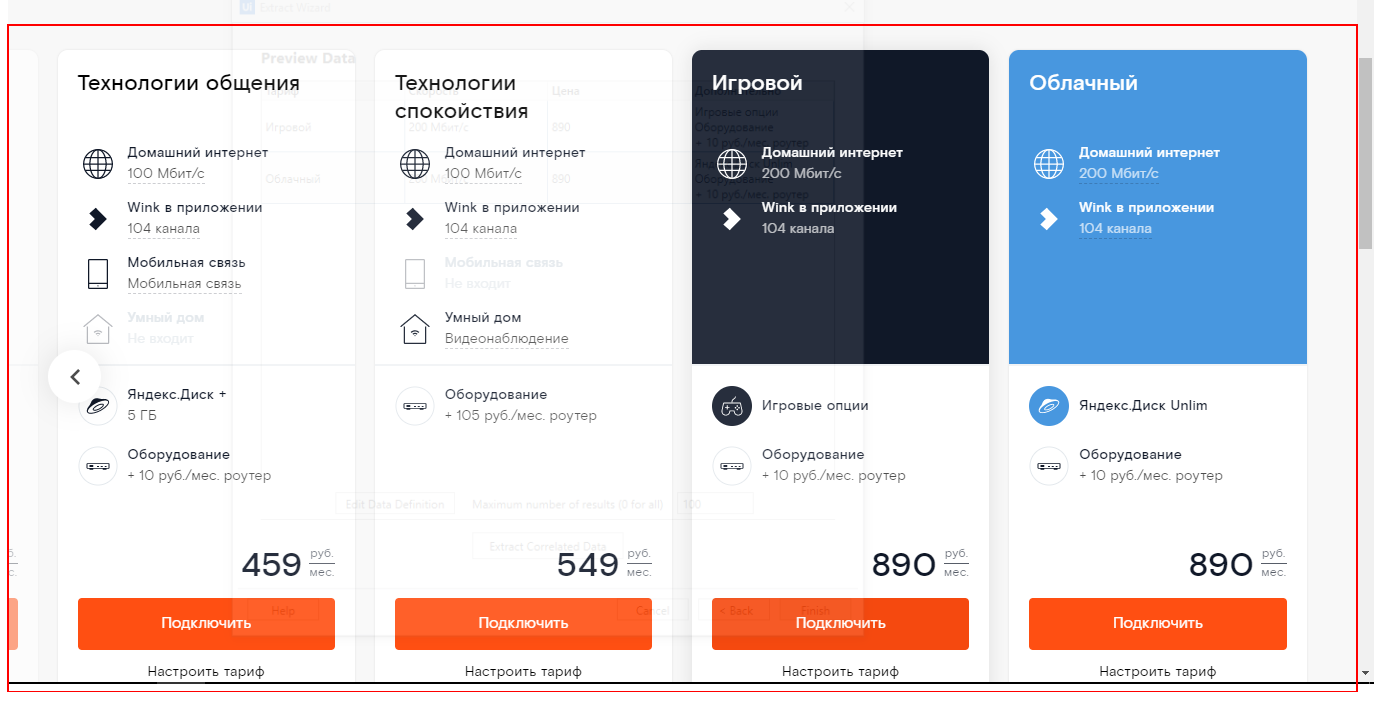 Extract Wizard
Preview Data
Цена
Игровой
200 Мбит/с
890
Игровые опции
Оборудование
+ 10 руб./мес. роутер
Облачный
890
Edit Data Definition
Maximum number of results (0 for all)
100
Extract Correlated Data
Help
Cancel
< Back
Finish
Технологии общения
Домашний интернет
100 Мбит/с
Wink в приложении
104 канала
Мобильная связь
Мобильная связь
Умный дом
Не входит
Яндекс.Диск +
5 ГБ
Оборудование
+ 10 руб./мес. роутер
459 руб.
мес.
Подключить
Настроить тариф
Технологии
спокойствия
Домашний интернет
100 Мбит/с
Wink в приложении
104 канала
Мобильная связь
Не входит
Умный дом
Видеонаблюдение
Оборудование
+ 105 руб./мес. роутер
549 руб.
мес.
Подключить
Настроить тариф
Игровой
Домашний интернет
200 Мбит/с
Wink в приложении
104 канала
Игровые опции
Оборудование
+ 10 руб./мес. роутер
890 руб.
мес.
Подключить
Настроить тариф
Облачный
Домашний интернет
200 Мбит/с
Wink в приложении
104 канала
Яндекс.Диск Unlim
Оборудование
+ 10 руб./мес. роутер
890 руб.
мес.
Подключить
Настроить тариф